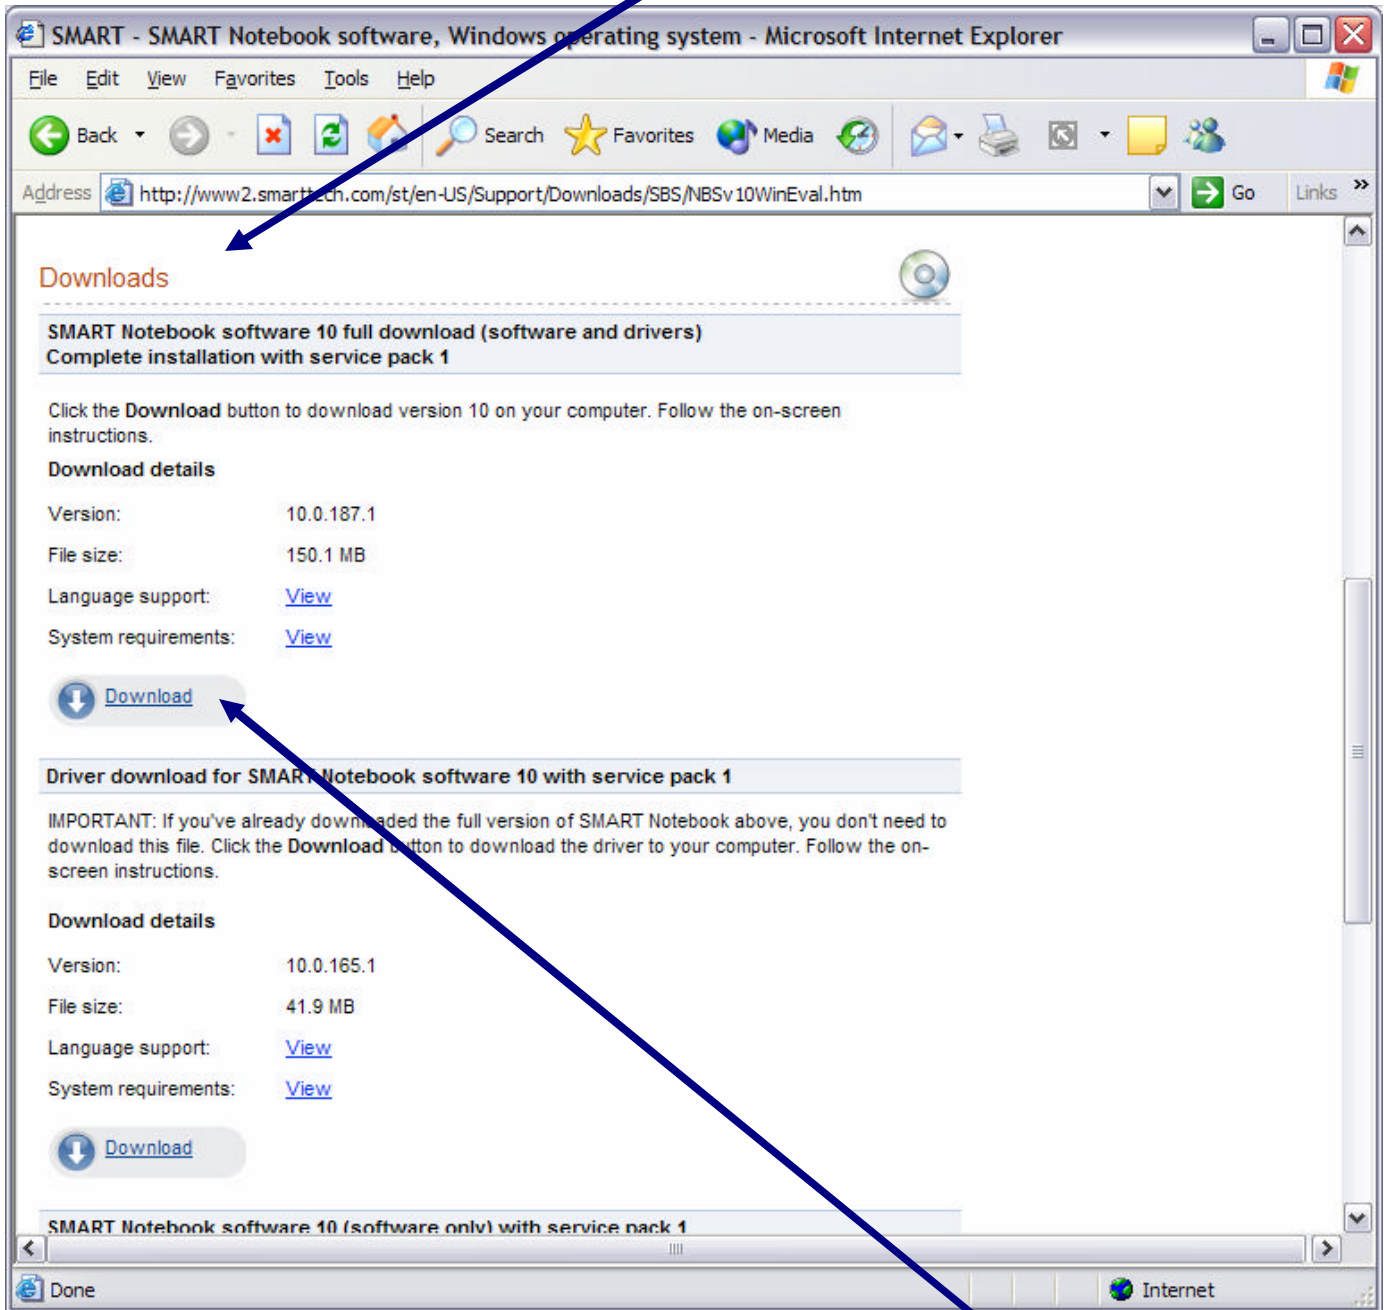 SMART - SMART Notebook software, Windows operating system - Microsoft Internet Explorer
File Edit View Favorites Tools Help
Back Search Favorites Media
Address http://www2.smarttech.com/st/en-US/Support/Downloads/SBS/NBSv10WinEval.htm Go Links »
Downloads
SMART Notebook software 10 full download (software and drivers)
Complete installation with service pack 1
Click the Download button to download version 10 on your computer. Follow the on-screen
instructions.
Download details
Version: 10.0.187.1
File size: 150.1 MB
Language support: View
System requirements: View
Download
Driver download for SMART Notebook software 10 with service pack 1
IMPORTANT: If you've already downloaded the full version of SMART Notebook above, you don't need to
download this file. Click the Download button to download the driver to your computer. Follow the on-
screen instructions.
Download details
Version: 10.0.165.1
File size: 41.9 MB
Language support: View
System requirements: View
Download
SMART Notebook software 10 (software only) with service pack 1
Done Internet